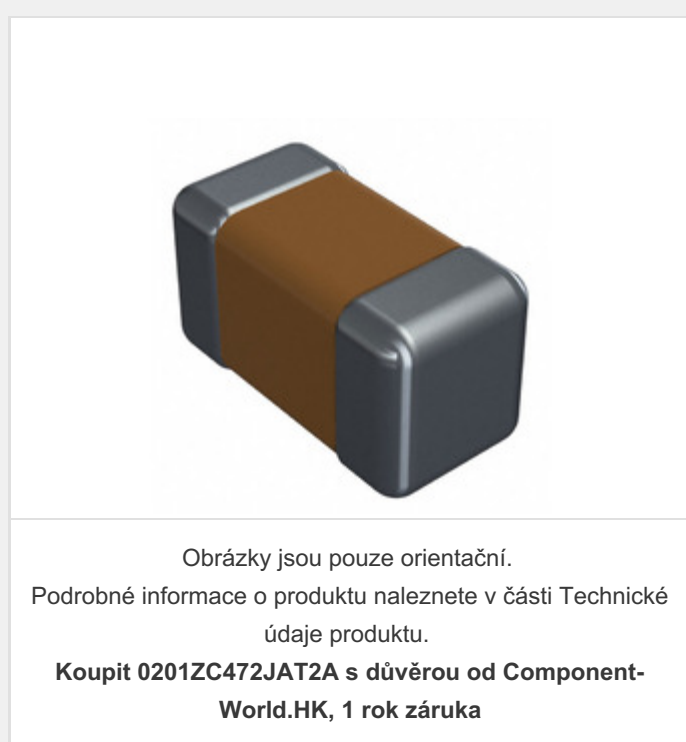 Obrázky jsou pouze orientační.
Podrobné informace o produktu naleznete v části Technické
údaje produktu.
Koupit 0201ZC472JAT2A s důvěrou od Component-
World.HK, 1 rok záruka